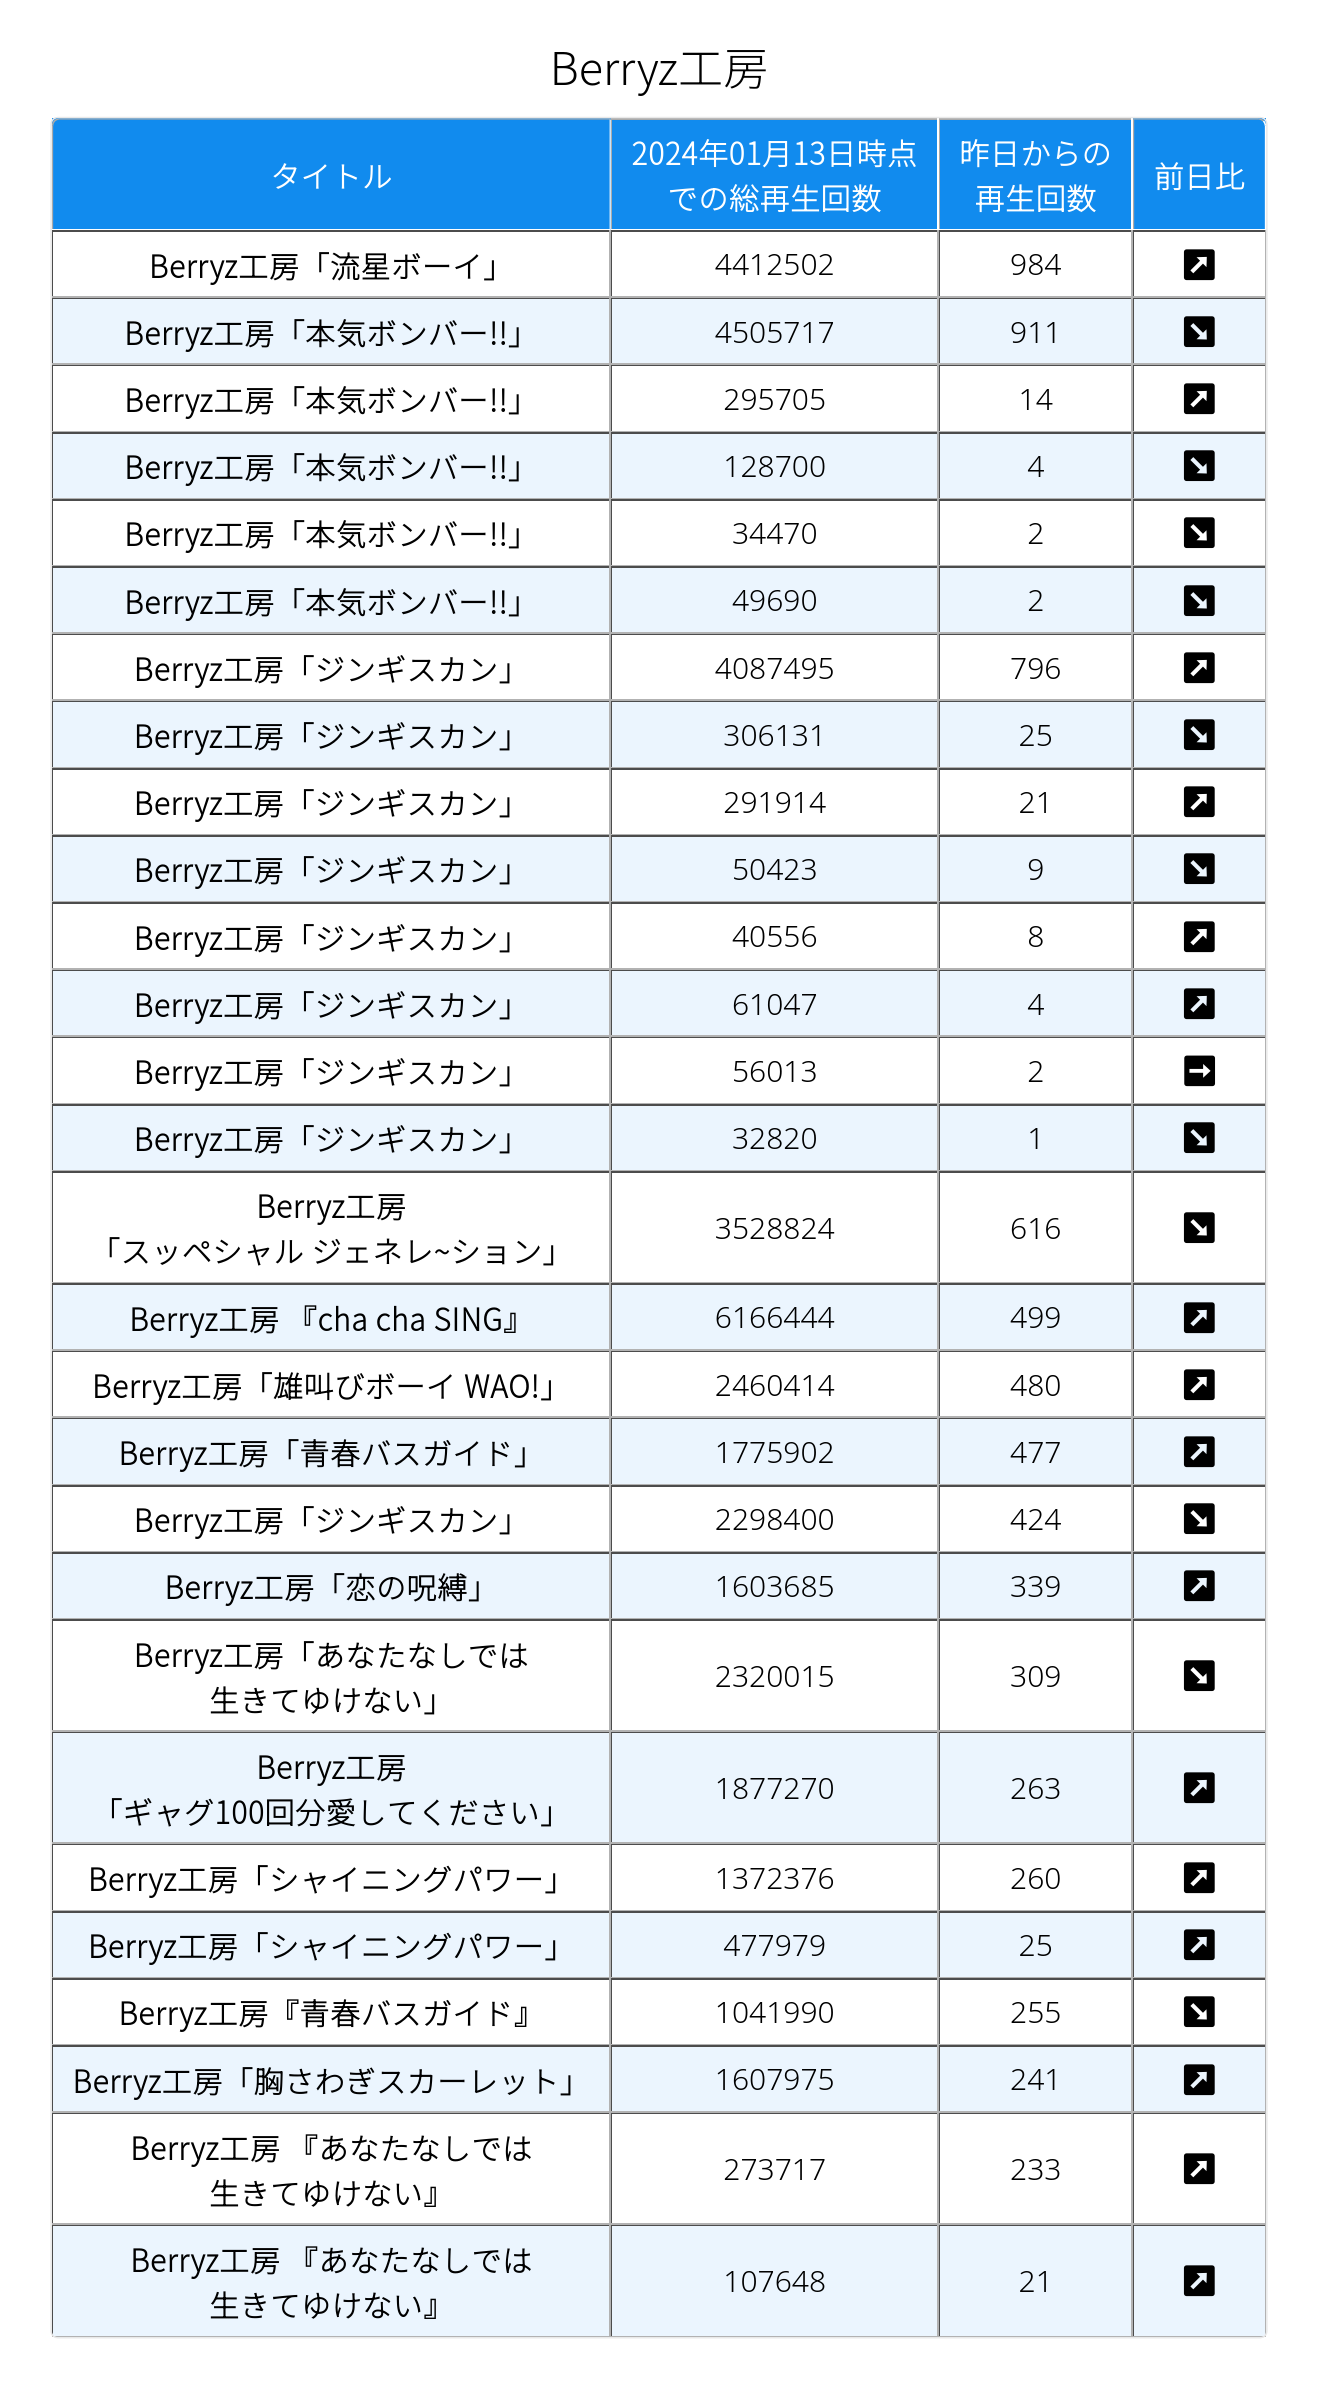 Berryz工房
タイトル
2024年01月13日時点
での総再生回数
昨日からの
再生回数
前日比
Berryz工房「流星ボーイ」 4412502 984
Berryz工房「本気ボンバー!!」 4505717 911
Berryz工房「本気ボンバー!!」 295705 14
Berryz工房「本気ボンバー!!」 128700 4
Berryz工房「本気ボンバー!!」 34470 2
Berryz工房「本気ボンバー!!」 49690 2
Berryz工房「ジンギスカン」 4087495 796
Berryz工房「ジンギスカン」 306131 25
Berryz工房「ジンギスカン」 291914 21
Berryz工房「ジンギスカン」 50423 9
Berryz工房「ジンギスカン」 40556 8
Berryz工房「ジンギスカン」 61047 4
Berryz工房「ジンギスカン」 56013 2
Berryz工房「ジンギスカン」 32820 1
Berryz工房
「スッペシャル ジェネレ~ション」 3528824 616
Berryz工房 『cha cha SING』 6166444 499
Berryz工房「雄叫びボーイ WAO!」 2460414 480
Berryz工房「青春バスガイド」 1775902 477
Berryz工房「ジンギスカン」 2298400 424
Berryz工房「恋の呪縛」 1603685 339
Berryz工房「あなたなしでは
生きてゆけない」 2320015 309
Berryz工房
「ギャグ100回分愛してください」 1877270 263
Berryz工房「シャイニングパワー」 1372376 260
Berryz工房「シャイニングパワー」 477979 25
Berryz工房『青春バスガイド』 1041990 255
Berryz工房「胸さわぎスカーレット」 1607975 241
Berryz工房 『あなたなしでは
生きてゆけない』 273717 233
Berryz工房 『あなたなしでは
生きてゆけない』 107648 21